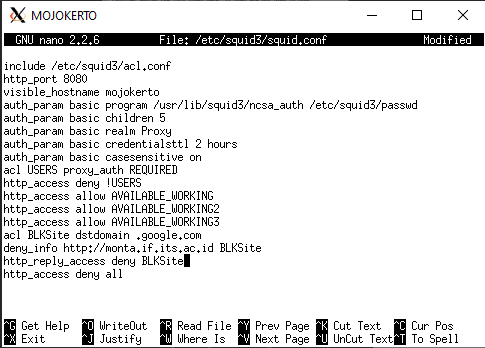 MOJOKERTO
GNU nano 2.2.6 File: /etc/squid3/squid.conf Modified
include /etc/squid3/acl.conf
http_port 8080
visible_hostname mojokerto
auth_param basic program /usr/lib/squid3/ncsa_auth /etc/squid3/passwd
auth_param basic children 5
auth_param basic realm Proxy
auth_param basic credentialsttl 2 hours
auth_param basic casesensitive on
acl USERS proxy_auth REQUIRED
http_access deny !USERS
http_access allow AVAILABLE_WORKING
http_access allow AVAILABLE_WORKING2
http_access allow AVAILABLE_WORKING3
acl BLKSite dstdomain .google.com
deny_info http://monta.if.its.ac.id BLKSite
http_reply_access deny BLKSite
http_access deny all
^G Get Help ^O WriteOut ^R Read File ^Y Prev Page ^K Cut Text ^C Cur Pos
^X Exit ^J Justify ^W Where Is ^V Next Page ^U UnCut Text ^T To Spell